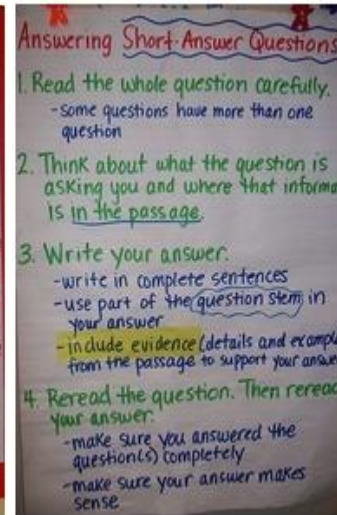 Answering Short-Answer Questions
1. Read the whole question carefully.
-some questions have more than one
question
2. Think about what the question is
asking you and where that informa
is in the passage.
3. Write your answer.
-write in complete sentences
-use part of the question stem in
your answer
-include evidence (details and example
from the passage to support your answe
4. Reread the question. Then reread
your answer.
-make sure you answered the
question(s) completely
-make sure your answer makes
sense